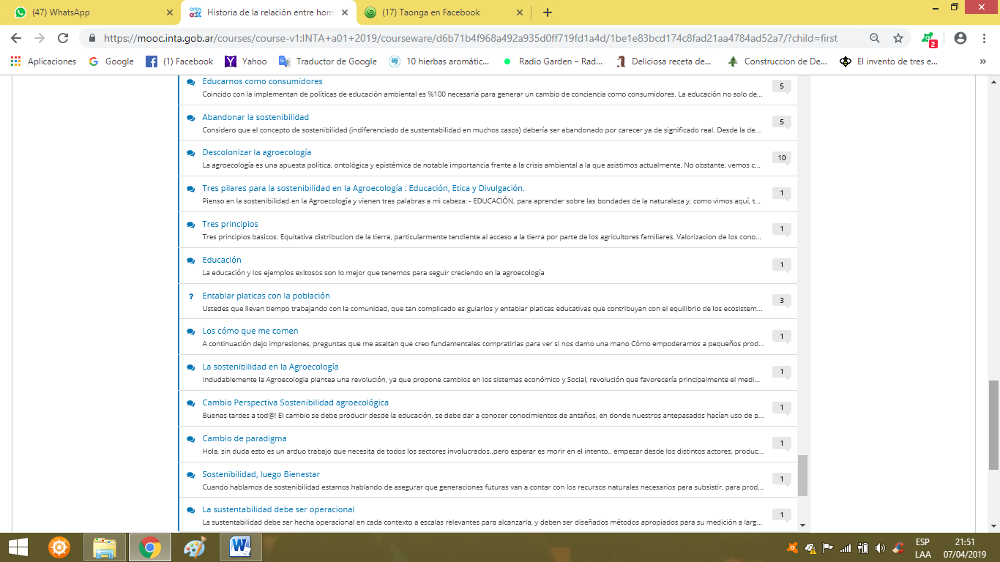 (47) WhatsApp
OPEN edX
Historia de la relación entre hom
(17) Taonga en Facebook
https://mooc.inta.gob.ar/courses/course-v1:INTA+a01+2019/courseware/d6b71b4f968a492a935d0ff719fd1a4d/1be1e83bcd174c8fad21aa4784ad52a7/?child=first
2
Aplicaciones
Google
(1) Facebook
Yahoo
Traductor de Google
10 hierbas aromátic...
Radio Garden – Rad...
Deliciosa receta de...
Construccion de De...
El invento de tres e...
»
Educarnos como consumidores
5
Coincido con la implementan de políticas de educación ambiental es %100 necesaria para generar un cambio de conciencia como consumidores. La educación no solo de...
Abandonar la sostenibilidad
5
Considero que el concepto de sostenibilidad (indiferenciado de sustentabilidad en muchos casos) debería ser abandonado por carecer ya de significado real. Desde la de...
Descolonizar la agroecología
10
La agroecología es una apuesta política, ontológica y epistémica de notable importancia frente a la crisis ambiental a la que asistimos actualmente. No obstante, vemos c...
Tres pilares para la sostenibilidad en la Agroecología : Educación, Etica y Divulgación.
1
Pienso en la sostenibilidad en la Agroecología y vienen tres palabras a mi cabeza: - EDUCACIÓN, para aprender sobre las bondades de la naturaleza y, como vimos aquí, t...
Tres principios
1
Tres principios basicos: Equitativa distribucion de la tierra, particularmente tendiente al acceso a la tierra por parte de los agricultores familiares. Valorizacion de los cono...
Educación
1
La educación y los ejemplos exitosos son lo mejor que tenemos para seguir creciendo en la agroecología
? Entablar platicas con la población
3
Ustedes que llevan tiempo trabajando con la comunidad, que tan complicado es guiarlos y entablar platicas educativas que contribuyan con el equilibrio de los ecosistem...
Los cómo que me comen
1
A continuación dejo impresiones, preguntas que me asaltan que creo fundamentales compratirlas para ver si nos damo una mano Cómo empoderamos a pequeños prod...
La sostenibilidad en la Agroecología
1
Indudablemente la Agroecologia plantea una revolución, ya que propone cambios en los sistemas económico y Social, revolución que favorecería principalmente el medi...
Cambio Perspectiva Sostenibilidad agroecológica
1
Buenas tardes a tod@! El cambio se debe producir desde la educación, se debe dar a conocer conocimientos de antaños, en donde nuestros antepasados hacían uso de p...
Cambio de paradigma
1
Hola, sin duda esto es un arduo trabajo que necesita de todos los sectores involucrados..pero esperar es morir en el intento.. empezar desde los distintos actores, produc...
Sostenibilidad, luego Bienestar
1
Cuando hablamos de sostenibilidad estamos hablando de asegurar que generaciones futuras van a contar con los recursos naturales necesarios para subsistir, para prod...
La sustentabilidad debe ser operacional
1
La sustentabilidad debe ser hecha operacional en cada contexto a escalas relevantes para alcanzarla, y deben ser diseñados métodos apropiados para su medición a larg...
ESP
LAA
21:51
07/04/2019